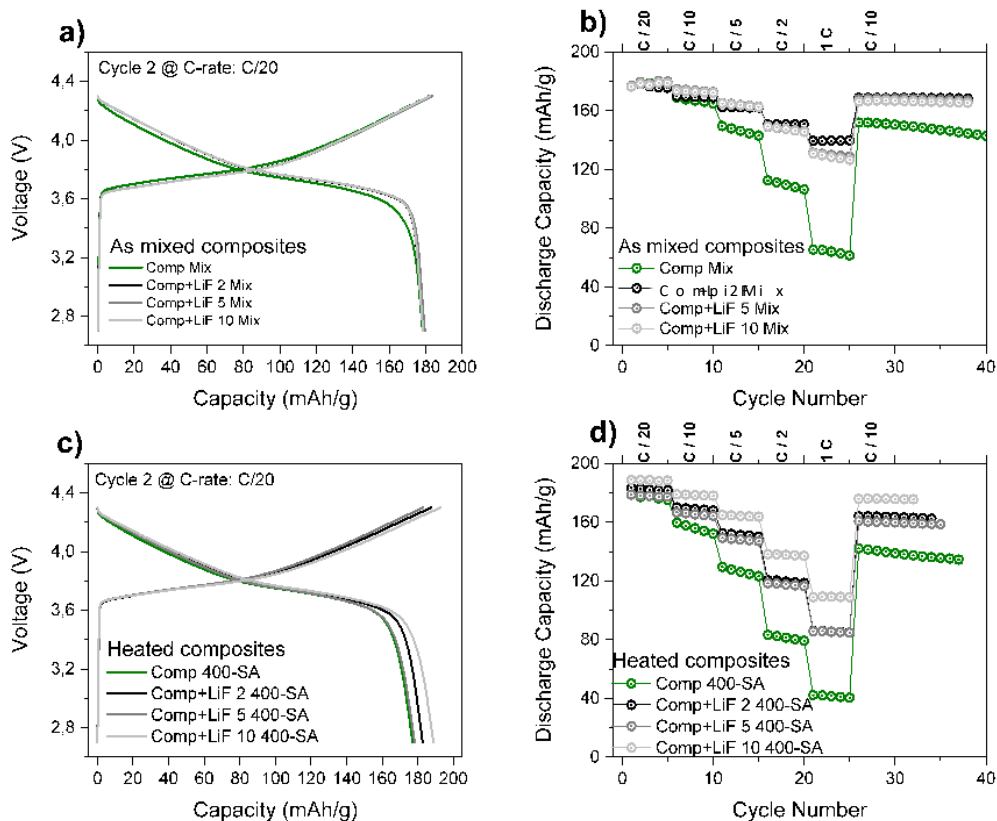 a)
Cycle 2 @ C-rate: C/20
4,4
4,0
3,6
3,2
2,8
Voltage (V)
As mixed composites
Comp Mix
Comp+LiF 2 Mix
Comp+LiF 5 Mix
Comp+LiF 10 Mix
0 20 40 60 80 100 120 140 160 180 200
Capacity (mAh/g)
b)
C / 20
C / 10
C / 5
C / 2
1 C
C / 10
200
160
120
80
40
0
Discharge Capacity (mAh/g)
As mixed composites
Comp Mix
Comp+LiF 5 Mix
Comp+LiF 10 Mix
0 10 20 30 40
Cycle Number
c)
Cycle 2 @ C-rate: C/20
4,4
4,0
3,6
3,2
2,8
Voltage (V)
Heated composites
Comp 400-SA
Comp+LiF 2 400-SA
Comp+LiF 5 400-SA
Comp+LiF 10 400-SA
0 20 40 60 80 100 120 140 160 180 200
Capacity (mAh/g)
d)
C / 20
C / 10
C / 5
C / 2
1 C
C / 10
200
160
120
80
40
0
Discharge Capacity (mAh/g)
Heated composites
Comp 400-SA
Comp+LiF 2 400-SA
Comp+LiF 5 400-SA
Comp+LiF 10 400-SA
0 10 20 30 40
Cycle Number